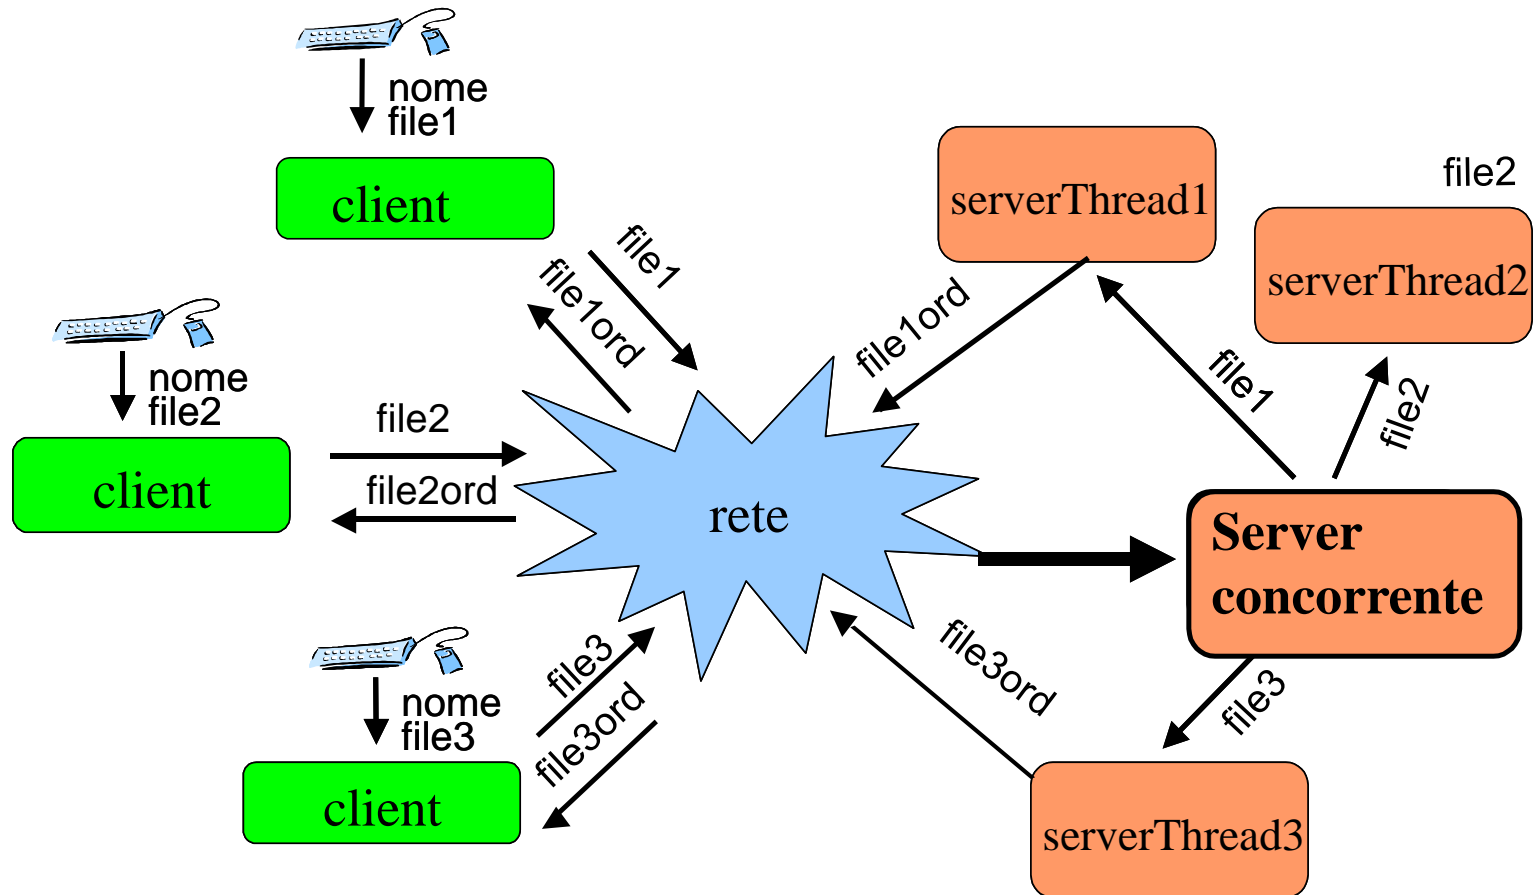 nome
file1
client
file1
file1ord
nome
file2
client
file2
file2ord
nome
file3
client
file3
file3ord
rete
serverThread1
file1ord
file2
serverThread2
file1
file2
Server
concorrente
file3ord
file3
serverThread3